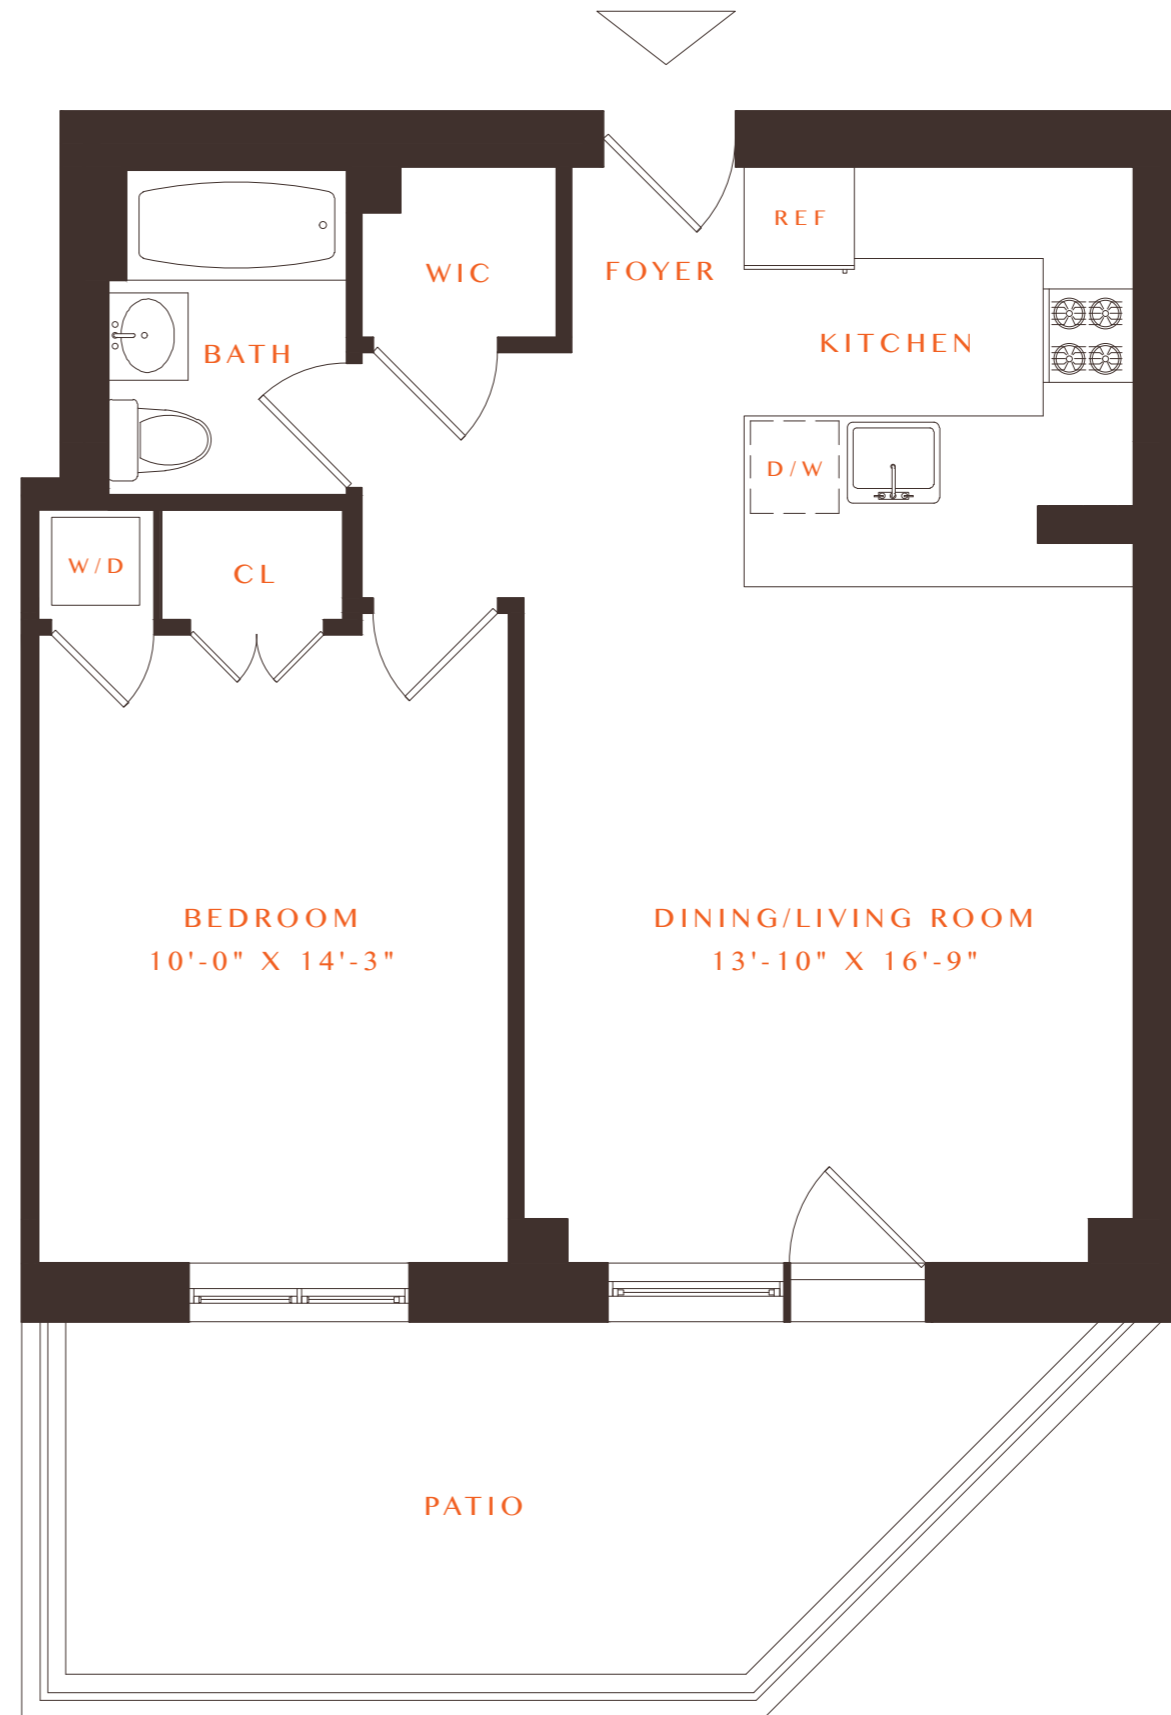 REF
WIC
FOYER
KITCHEN
BATH
D/W
W/D
CL
BEDROOM
10'-0" X 14'-3"
DINING/LIVING ROOM
13'-10" X 16'-9"
PATIO